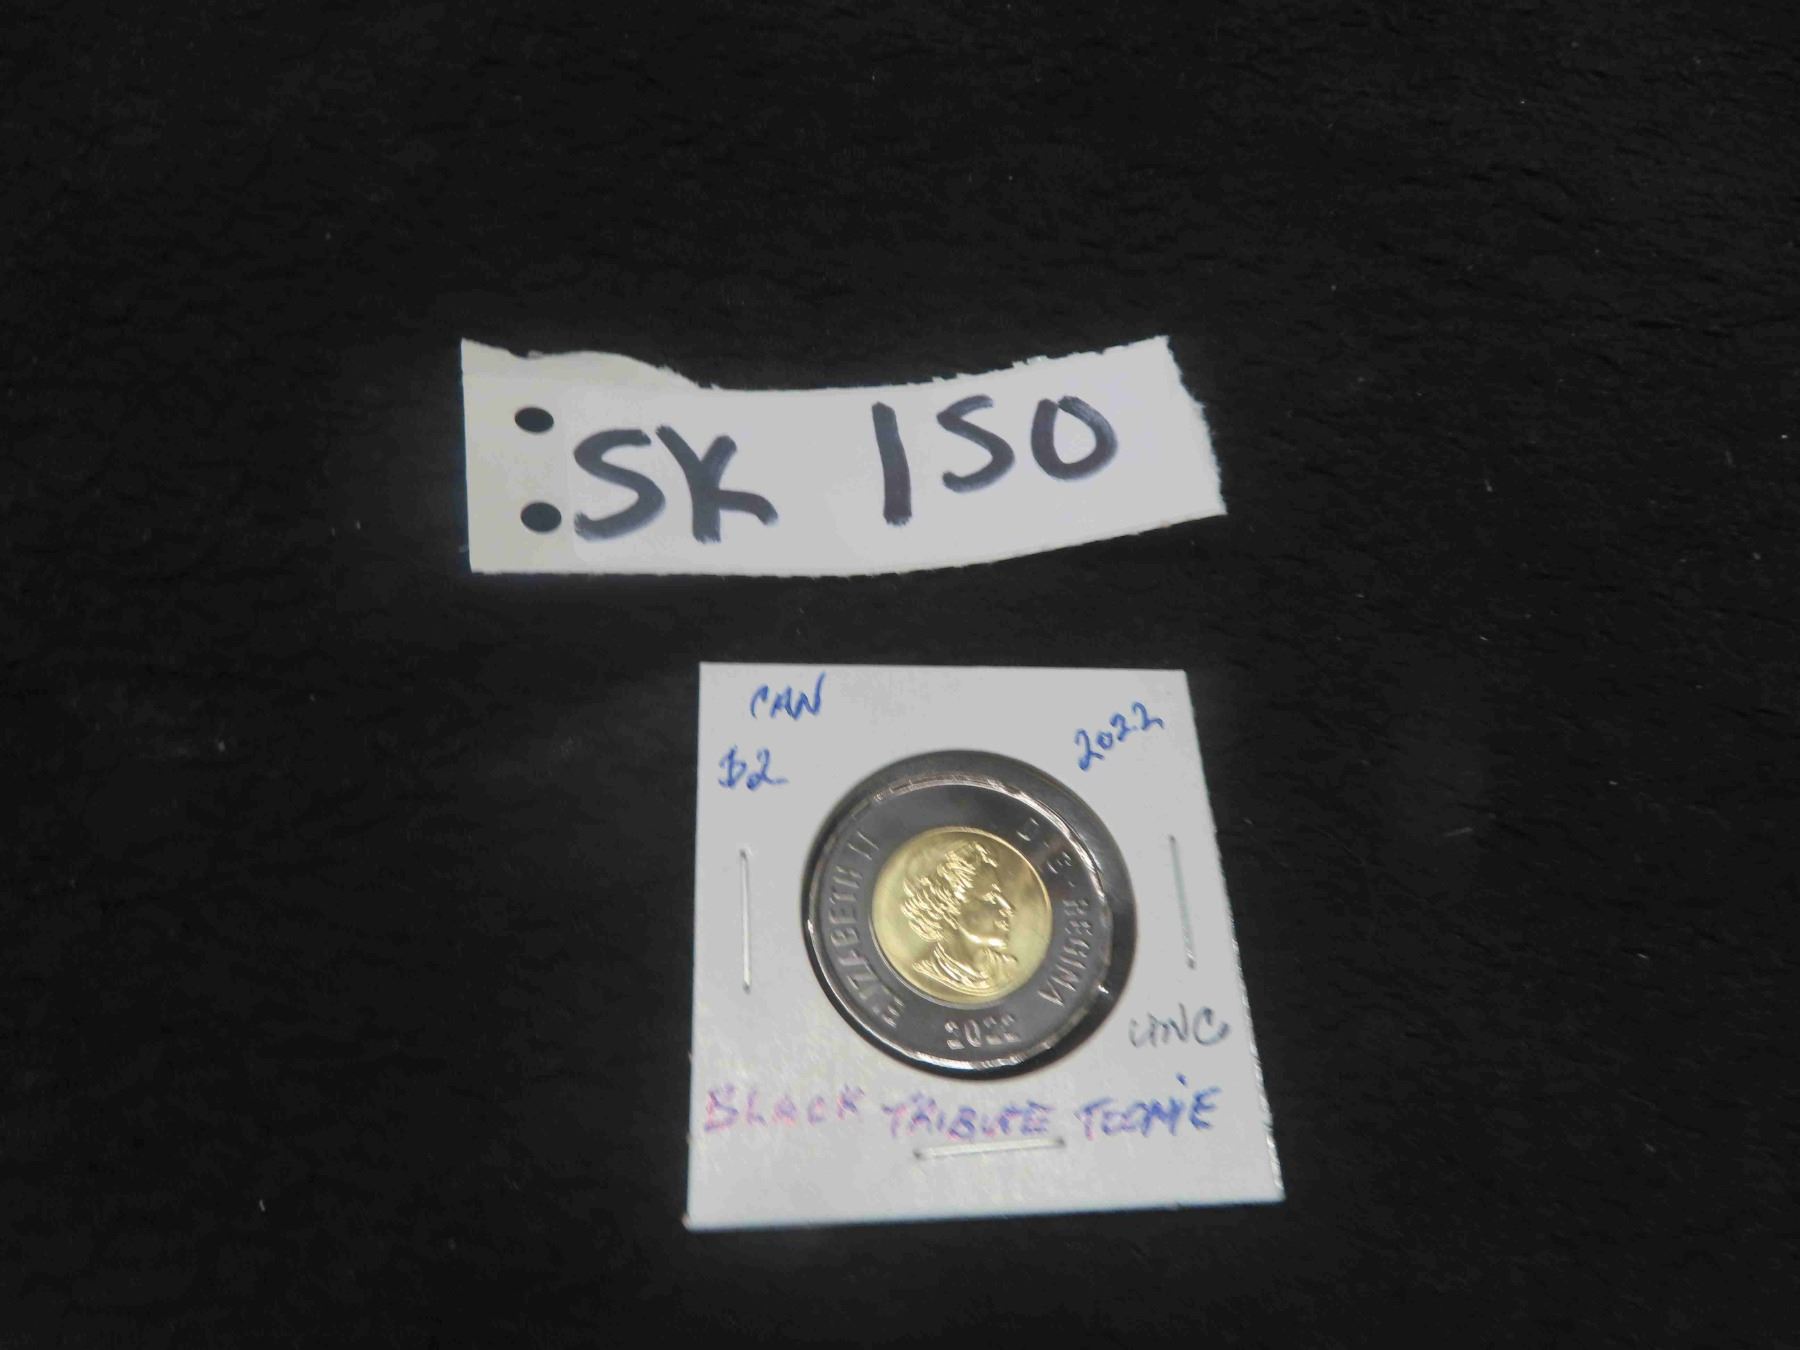 SK 150
CAN
$2
2022
ELIZABETH II D·G·REGINA
2022
UNC
BLACK TRIBUTE TOONIE